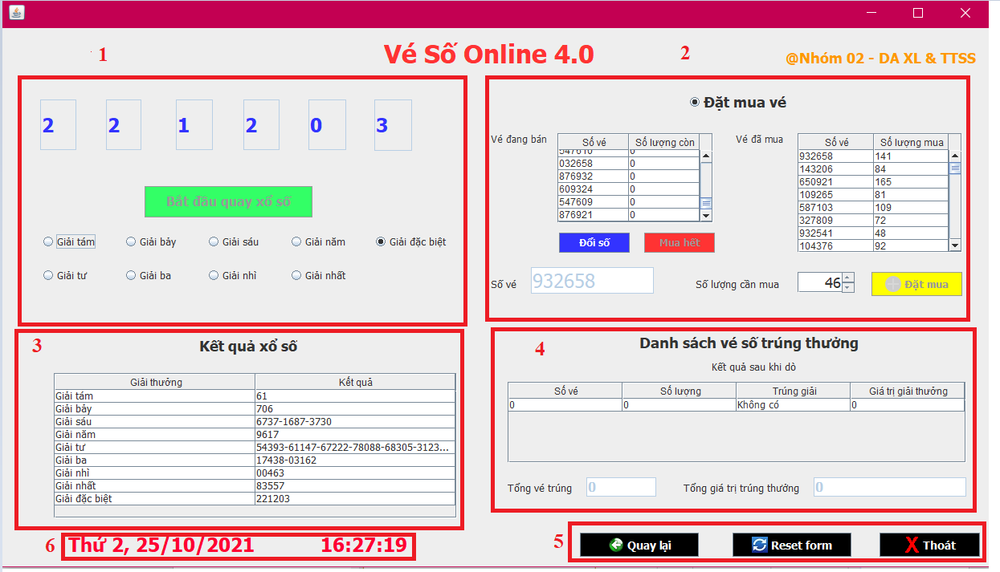 Vé Số Online 4.0
@Nhóm 02 - DA XL & TTSS
1
2 2 1 2 0 3
Bắt đầu quay xổ số
Giải tám Giải bảy Giải sáu Giải năm Giải đặc biệt
Giải tư Giải ba Giải nhì Giải nhất
2
Đặt mua vé
Vé đang bán
Số vé Số lượng còn
547610 0
032658 0
876932 0
609324 0
547609 0
876921 0
Vé đã mua
Số vé Số lượng mua
932658 141
143206 84
650921 165
109265 81
587103 109
327809 72
932541 48
104376 92
Đổi số Mua hết
Số vé 932658 Số lượng cần mua 46 Đặt mua
3
Kết quả xổ số
Giải thưởng Kết quả
Giải tám 61
Giải bảy 706
Giải sáu 6737-1687-3730
Giải năm 9617
Giải tư 54393-61147-67222-78088-68305-3123...
Giải ba 17438-03162
Giải nhì 00463
Giải nhất 83557
Giải đặc biệt 221203
4
Danh sách vé số trúng thưởng
Kết quả sau khi dò
Số vé Số lượng Trúng giải Giá trị giải thưởng
0 0 Không có 0
Tổng vé trúng 0 Tổng giá trị trúng thưởng 0
6 Thứ 2, 25/10/2021 16:27:19
5 Quay lại Reset form Thoát